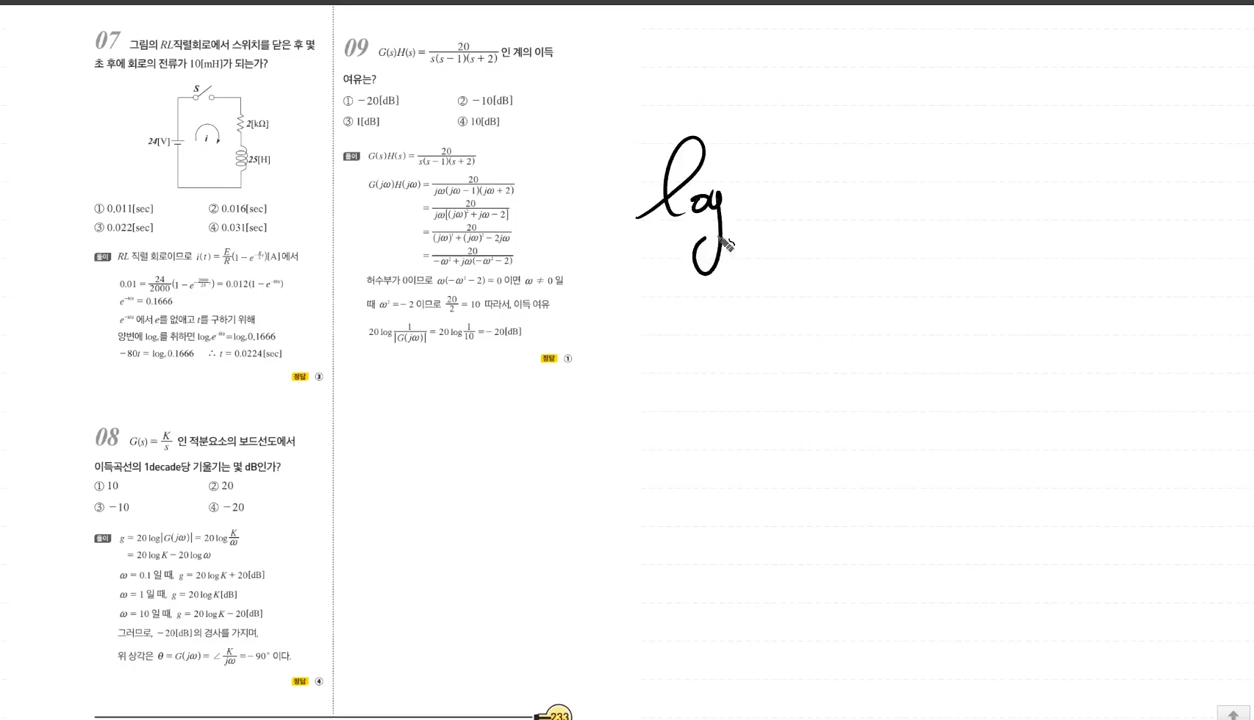 07 그림의 RL직렬회로에서 스위치를 닫은 후 몇
초 후에 회로의 전류가 10[mH]가 되는가?
S
2[kΩ]
24[V]
i
25[H]
① 0.011[sec] ② 0.016[sec]
③ 0.022[sec] ④ 0.031[sec]
풀이 RL 직렬 회로이므로 i(t) = E/R(1 − e^−) [A] 에서
0.01 = 24/2000(1 − e^−) = 0.012(1 − e^−)
= 0.1666
에서 e를 없애고 t를 구하기 위해
양변에 logₑ를 취하면 = logₑ0.1666
−80t = logₑ0.1666 ∴ t = 0.0224[sec]
정답 ③
08 G(s) = K/s 인 적분요소의 보드선도에서
이득곡선의 1decade당 기울기는 몇 dB인가?
① 10 ② 20
③ −10 ④ −20
풀이 g = 20 log|G(jω)| = 20 log K/ω
= 20 log K − 20 log ω
ω = 0.1 일 때, g = 20 log K + 20[dB]
ω = 1 일 때, g = 20 log K[dB]
ω = 10 일 때, g = 20 log K − 20[dB]
그러므로, −20[dB]의 경사를 가지며,
위상각은 θ = G(jω) = ∠ K/jω = −90° 이다.
정답 ④
09 G(s)H(s) = 20/s(s − 1)(s + 2) 인 계의 이득
여유는?
① −20[dB] ② −10[dB]
③ 1[dB] ④ 10[dB]
풀이 G(s)H(s) = 20/s(s − 1)(s + 2)
G(jω)H(jω) = 20/jω(jω − 1)(jω + 2)
= 20/jω[(jω)² + jω − 2]
= 20/(jω)³ + (jω)² − 2jω
= 20/−ω² + jω(−ω² − 2)
허수부가 0이므로 ω(−ω² − 2) = 0 이면 ω ≠ 0 일
때 ω² = −2 이므로 20/2 = 10 따라서, 이득 여유
20 log 1/|G(jω)| = 20 log 1/10 = −20[dB]
정답 ①
log
233